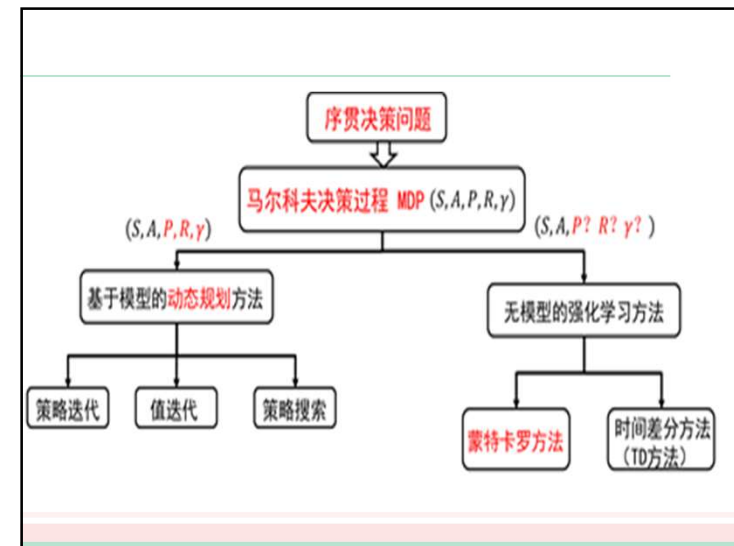 序贯决策问题
马尔科夫决策过程 MDP (S,A,P,R,γ)
(S,A,P,R,γ)
(S,A,P? R? γ? )
基于模型的动态规划方法
无模型的强化学习方法
策略迭代
值迭代
策略搜索
蒙特卡罗方法
时间差分方法
(TD方法)